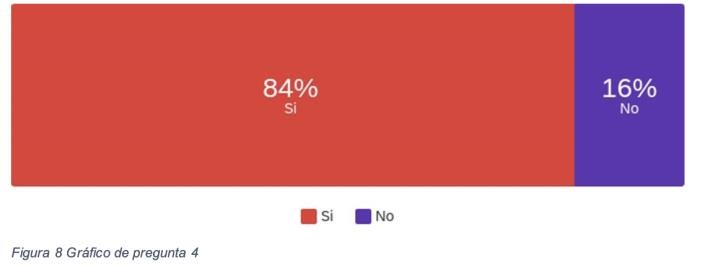 84% 16%
Si No
Si No
Figura 8 Gráfico de pregunta 4